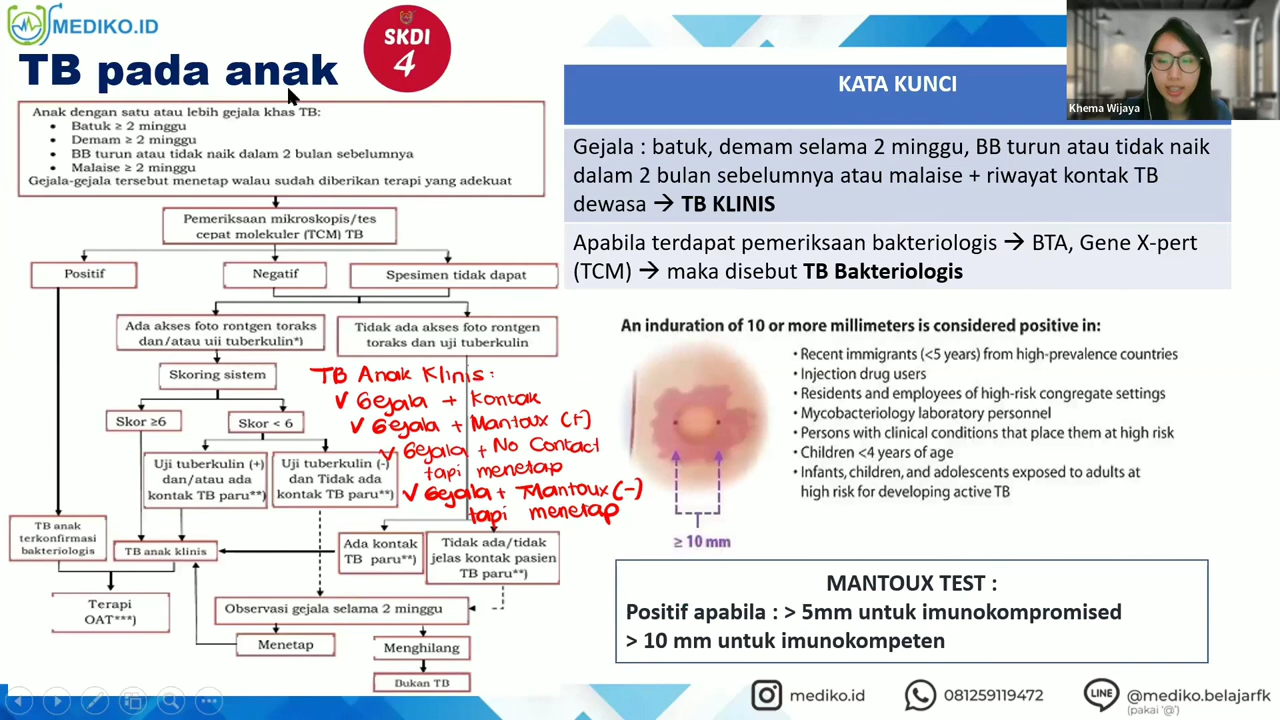 MEDIKO.ID
TB pada anak
SKDI
4
Anak dengan satu atau lebih gejala khas TB:
• Batuk ≥ 2 minggu
• Demam ≥ 2 minggu
• BB turun atau tidak naik dalam 2 bulan sebelumnya
• Malaise ≥ 2 minggu
Gejala-gejala tersebut menetap walau sudah diberikan terapi yang adekuat
Pemeriksaan mikroskopis/tes
cepat molekuler (TCM) TB
Positif
Negatif
Spesimen tidak dapat
Ada akses foto rontgen toraks
dan/atau uji tuberkulin*)
Tidak ada akses foto rontgen
toraks dan uji tuberkulin
Skoring sistem
Skor ≥6
Skor < 6
Uji tuberkulin (+)
dan/atau ada
kontak TB paru**)
Uji tuberkulin (-)
dan Tidak ada
kontak TB paru**)
TB Anak Klinis:
✓ Gejala + Kontak
✓ Gejala + Mantoux (+)
✓ Gejala + No Contact
tapi menetap
✓ Gejala + Mantoux (-)
tapi menetap
TB anak
terkonfirmasi
bakteriologis
TB anak klinis
Ada kontak
TB paru**)
Tidak ada/tidak
jelas kontak pasien
TB paru**)
Terapi
OAT***)
Observasi gejala selama 2 minggu
Menetap
Menghilang
Bukan TB
KATA KUNCI
Gejala : batuk, demam selama 2 minggu, BB turun atau tidak naik
dalam 2 bulan sebelumnya atau malaise + riwayat kontak TB
dewasa → TB KLINIS
Apabila terdapat pemeriksaan bakteriologis → BTA, Gene X-pert
(TCM) → maka disebut TB Bakteriologis
Khema Wijaya
An induration of 10 or more millimeters is considered positive in:
• Recent immigrants (<5 years) from high-prevalence countries
• Injection drug users
• Residents and employees of high-risk congregate settings
• Mycobacteriology laboratory personnel
• Persons with clinical conditions that place them at high risk
• Children <4 years of age
• Infants, children, and adolescents exposed to adults at
high risk for developing active TB
≥ 10 mm
MANTOUX TEST :
Positif apabila : > 5mm untuk imunokompromised
> 10 mm untuk imunokompeten
mediko.id
081259119472
LINE
@mediko.belajarfk
(pakai '@')